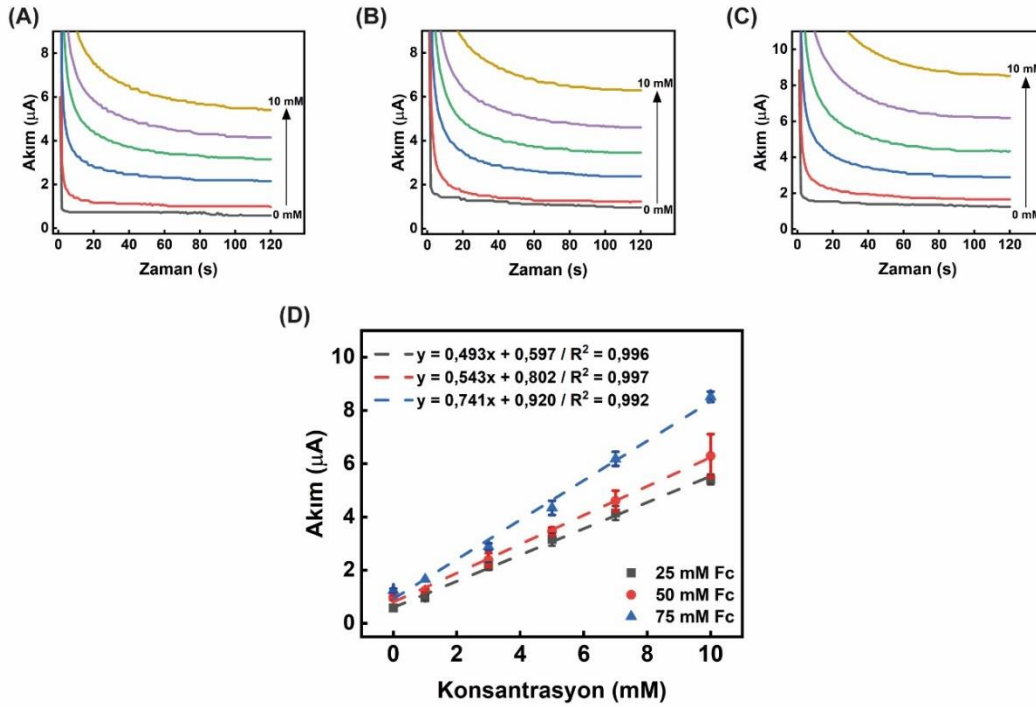 (A)
Akım (µA)
8
6
4
2
0
10 mM
0 mM
0 20 40 60 80 100 120
Zaman (s)
(B)
Akım (µA)
8
6
4
2
0
10 mM
0 mM
0 20 40 60 80 100 120
Zaman (s)
(C)
Akım (µA)
10
8
6
4
2
0
10 mM
0 mM
0 20 40 60 80 100 120
Zaman (s)
(D)
Akım (µA)
10
8
6
4
2
0
y = 0,493x + 0,597 / R² = 0,996
y = 0,543x + 0,802 / R² = 0,997
y = 0,741x + 0,920 / R² = 0,992
25 mM Fc
50 mM Fc
75 mM Fc
0 2 4 6 8 10
Konsantrasyon (mM)